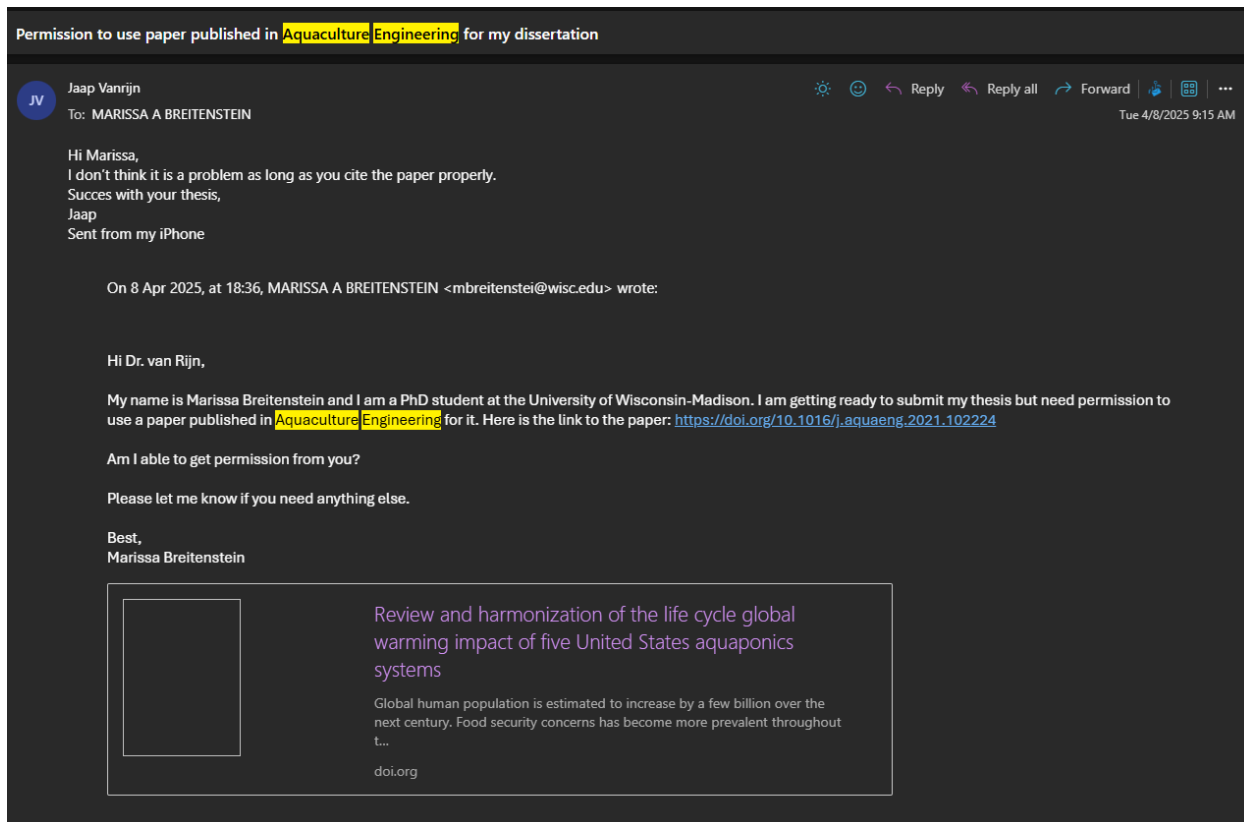 Permission to use paper published in Aquaculture Engineering for my dissertation
JV
Jaap Vanrijn
Reply
Reply all
Forward
To: MARISSA A BREITENSTEIN
Tue 4/8/2025 9:15 AM
Hi Marissa,
I don't think it is a problem as long as you cite the paper properly.
Succes with your thesis,
Jaap
Sent from my iPhone
On 8 Apr 2025, at 18:36, MARISSA A BREITENSTEIN <mbreitenstei@wisc.edu> wrote:
Hi Dr. van Rijn,
My name is Marissa Breitenstein and I am a PhD student at the University of Wisconsin-Madison. I am getting ready to submit my thesis but need permission to
use a paper published in Aquaculture Engineering for it. Here is the link to the paper: https://doi.org/10.1016/j.aquaeng.2021.102224
Am I able to get permission from you?
Please let me know if you need anything else.
Best,
Marissa Breitenstein
Review and harmonization of the life cycle global
warming impact of five United States aquaponics
systems
Global human population is estimated to increase by a few billion over the
next century. Food security concerns has become more prevalent throughout
t...
doi.org